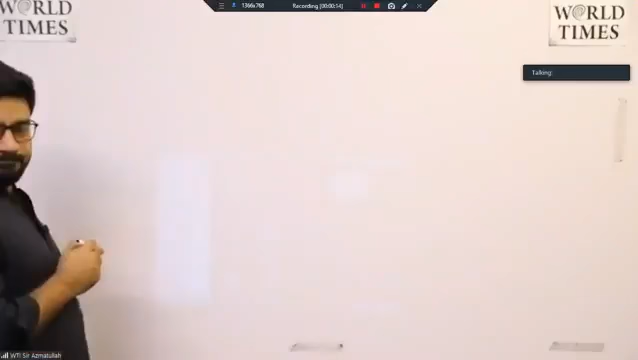 WORLD
TIMES
1366x768
Recording [00:00:14]
WORLD
TIMES
Talking:
WTI Sir Azmatullah